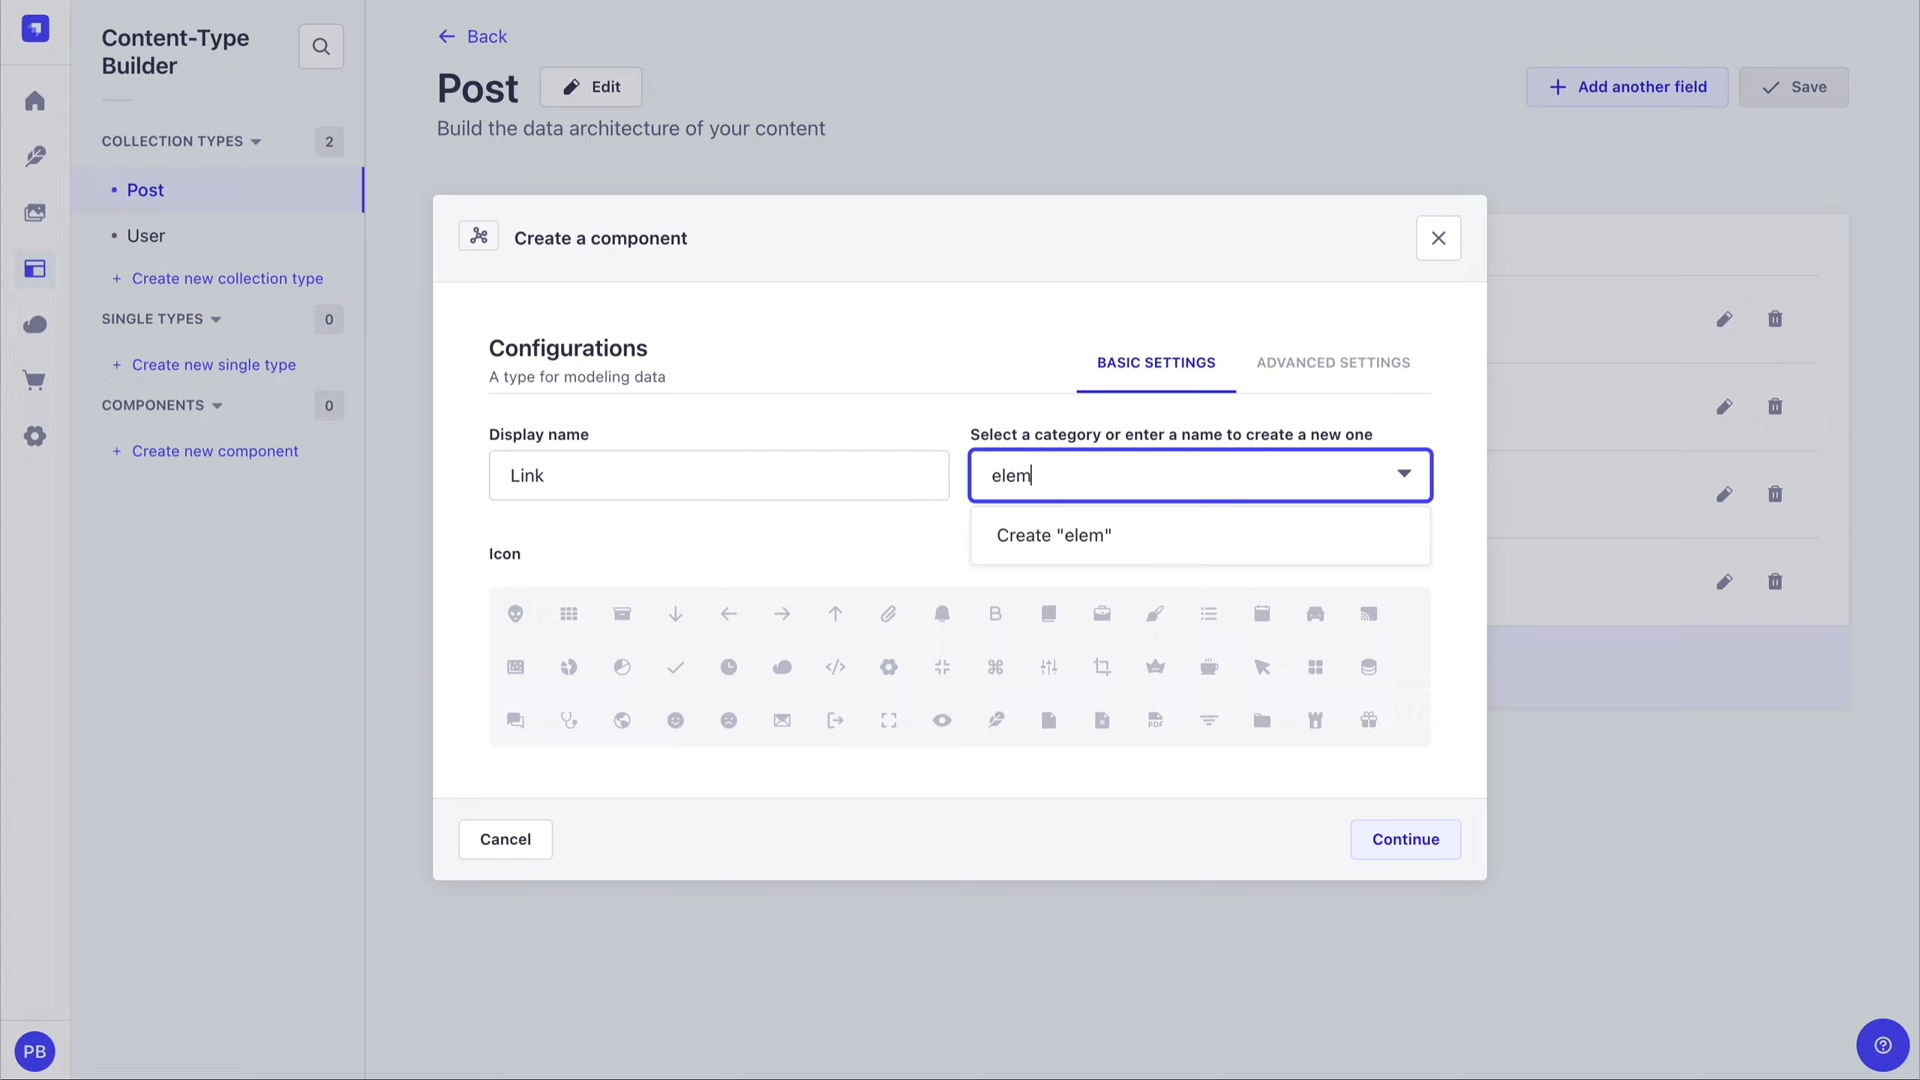 Content-Type
Builder
COLLECTION TYPES
2
Post
User
+ Create new collection type
SINGLE TYPES
0
+ Create new single type
COMPONENTS
0
+ Create new component
PB
Back
Post
Edit
Build the data architecture of your content
Add another field
Save
Create a component
Configurations
A type for modeling data
BASIC SETTINGS
ADVANCED SETTINGS
Display name
Link
Select a category or enter a name to create a new one
elem
Create "elem"
Icon
B
PDF
Cancel
Continue